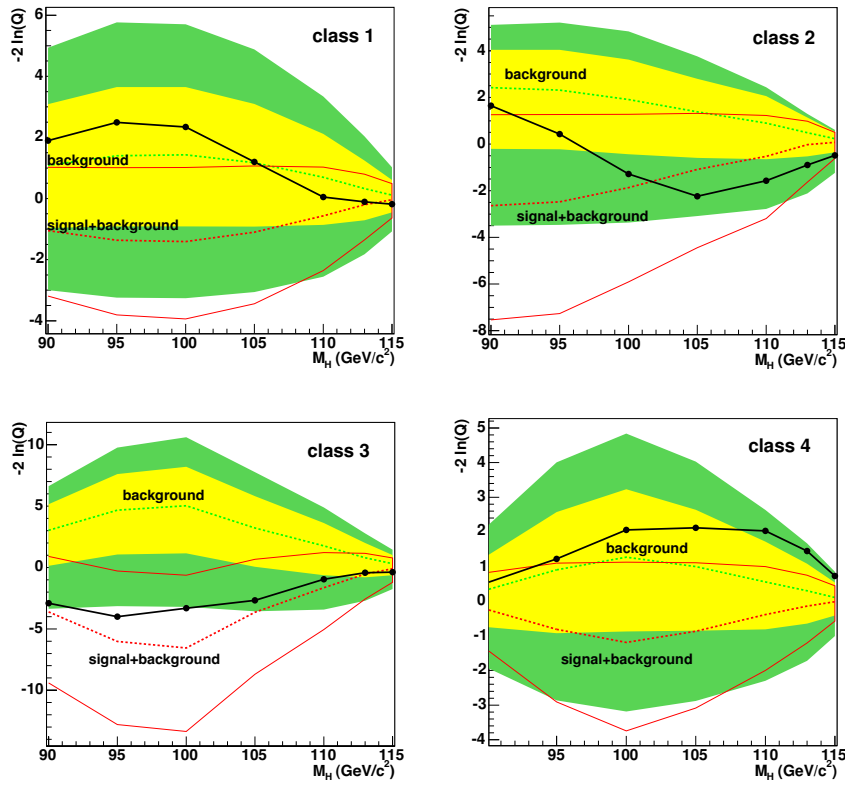 -2 ln(Q)
class 1
6
4
2
0
-2
-4
background
signal+background
90 95 100 105 110 115
M_H (GeV/c²)
-2 ln(Q)
class 2
6
4
2
0
-2
-4
-6
-8
background
signal+background
90 95 100 105 110 115
M_H (GeV/c²)
-2 ln(Q)
class 3
10
5
0
-5
-10
background
signal+background
90 95 100 105 110 115
M_H (GeV/c²)
-2 ln(Q)
class 4
5
4
3
2
1
0
-1
-2
-3
-4
background
signal+background
95 100 105 110 115
M_H (GeV/c²)